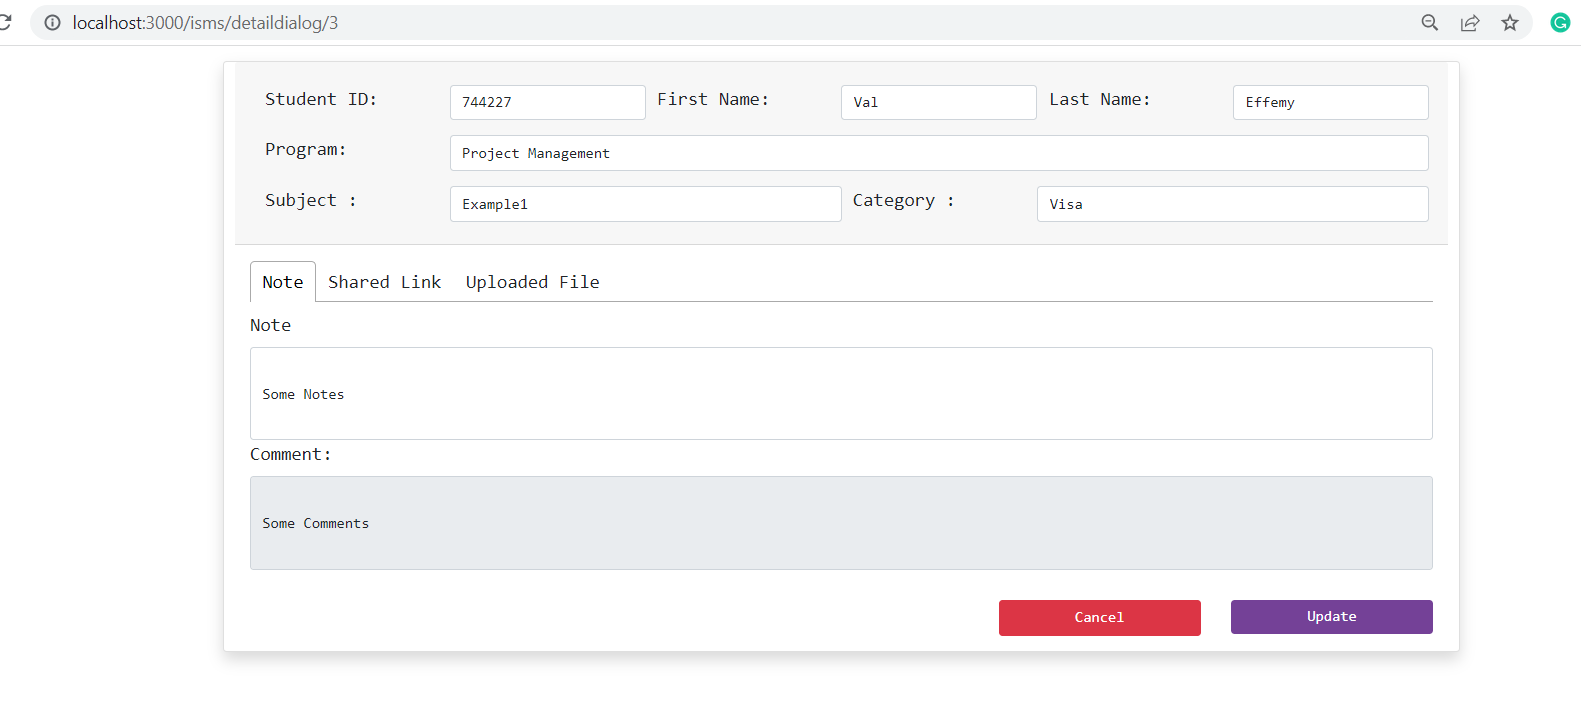 localhost:3000/isms/detaildialog/3
Student ID: 744227 First Name: Val Last Name: Effemy
Program: Project Management
Subject : Example1 Category : Visa
Note Shared Link Uploaded File
Note
Some Notes
Comment:
Some Comments
Cancel Update